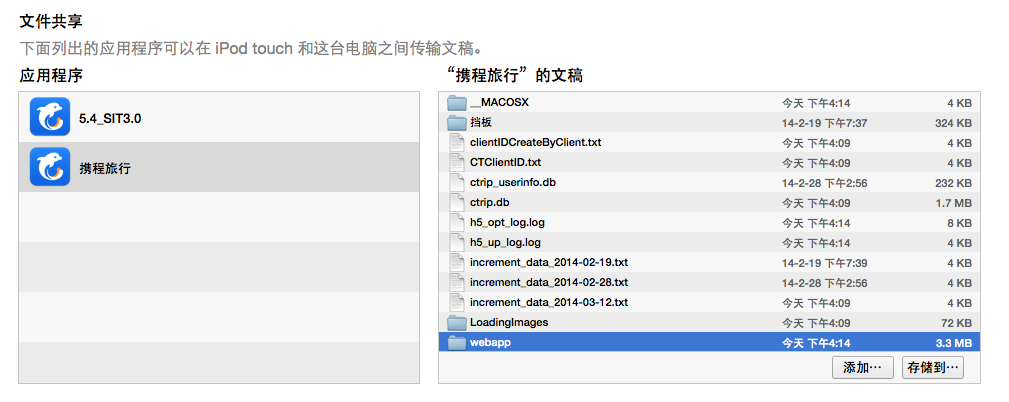 文件共享
下面列出的应用程序可以在 iPod touch 和这台电脑之间传输文稿。
应用程序
5.4_SIT3.0
携程旅行
“携程旅行”的文稿
__MACOSX 今天 下午4:14 4 KB
挡板 14-2-19 下午7:37 324 KB
clientIDCreateByClient.txt 今天 下午4:09 4 KB
CTClientID.txt 今天 下午4:09 4 KB
ctrip_userinfo.db 14-2-28 下午2:56 232 KB
ctrip.db 今天 下午4:09 1.7 MB
h5_opt_log.log 今天 下午4:14 8 KB
h5_up_log.log 今天 下午4:14 4 KB
increment_data_2014-02-19.txt 14-2-19 下午7:39 4 KB
increment_data_2014-02-28.txt 14-2-28 下午2:56 4 KB
increment_data_2014-03-12.txt 今天 下午4:09 4 KB
LoadingImages 今天 下午4:09 72 KB
webapp 今天 下午4:14 3.3 MB
添加… 存储到…